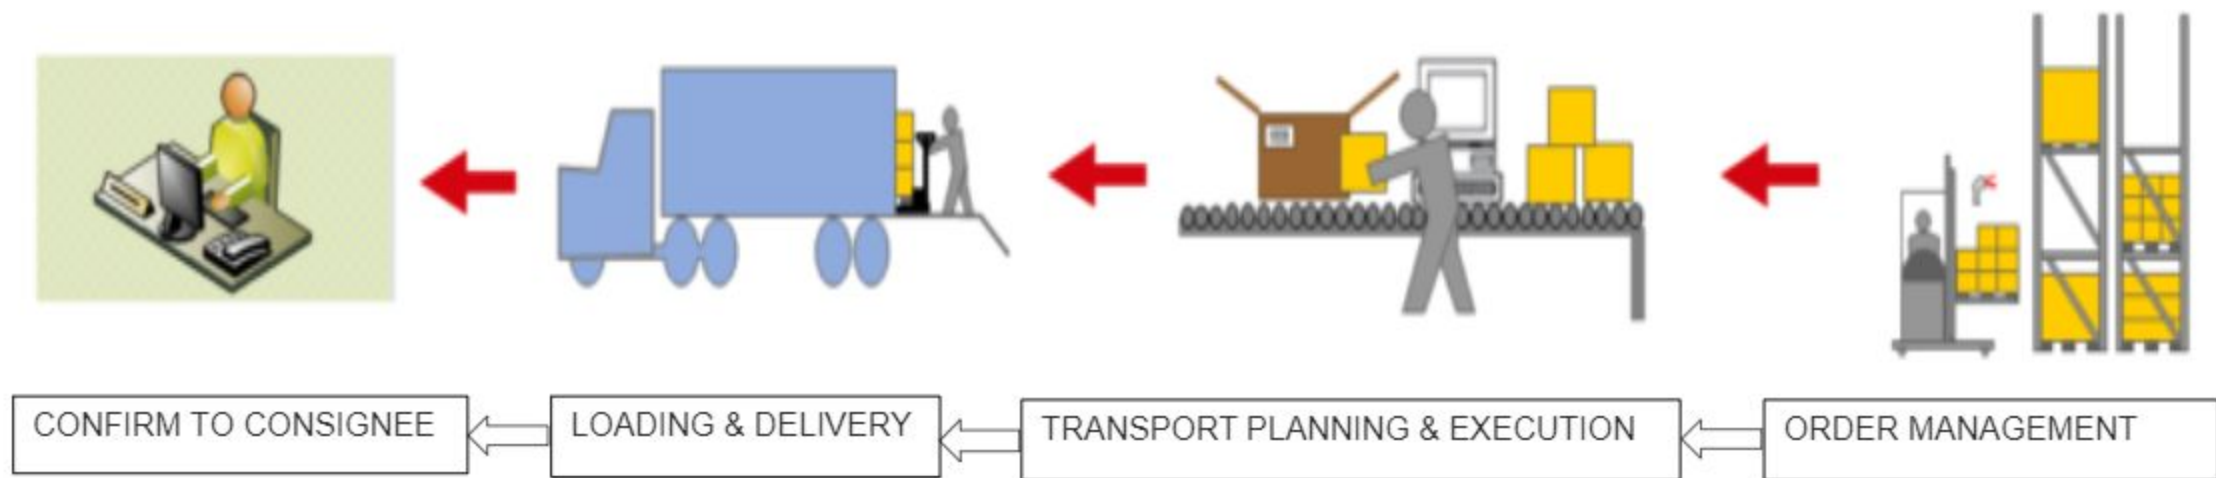 CONFIRM TO CONSIGNEE
LOADING & DELIVERY
TRANSPORT PLANNING & EXECUTION
ORDER MANAGEMENT